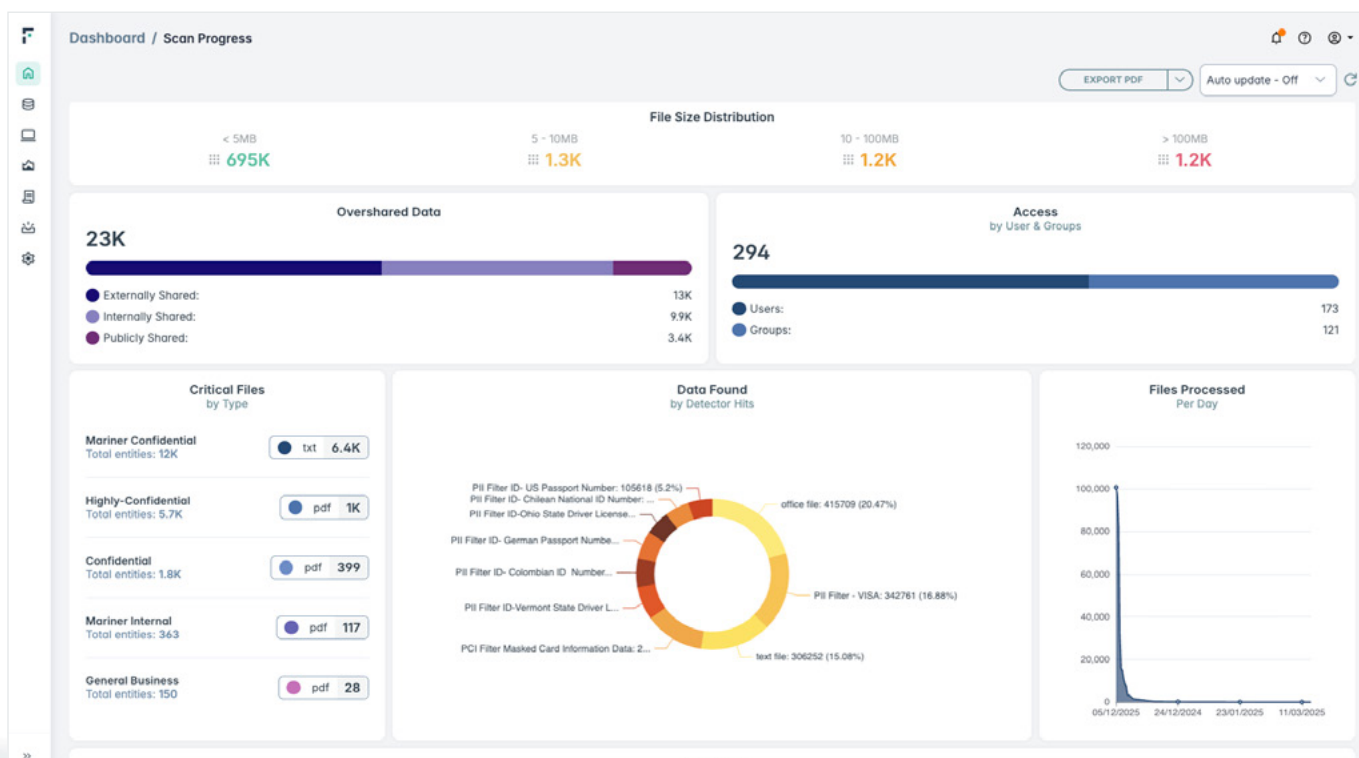 Dashboard / Scan Progress
EXPORT PDF
Auto update - Off
File Size Distribution
< 5MB
695K
5 - 10MB
1.3K
10 - 100MB
1.2K
> 100MB
1.2K
Overshared Data
23K
Externally Shared: 13K
Internally Shared: 9.9K
Publicly Shared: 3.4K
Access
by User & Groups
294
Users: 173
Groups: 121
Critical Files
by Type
Mariner Confidential
Total entities: 12K
txt 6.4K
Highly-Confidential
Total entities: 5.7K
pdf 1K
Confidential
Total entities: 1.8K
pdf 399
Mariner Internal
Total entities: 363
pdf 117
General Business
Total entities: 150
pdf 28
Data Found
by Detector Hits
PII Filter ID- US Passport Number: 105618 (5.2%)
PII Filter ID- Chilean National ID Number: ...
PII Filter ID-Ohio State Driver License...
PII Filter ID- German Passport Numbe...
PII Filter ID- Colombian ID Number...
PII Filter ID-Vermont State Driver L...
PCI Filter Masked Card Information Data: 2...
office file: 415709 (20.47%)
PII Filter - VISA: 342761 (16.88%)
text file: 306252 (15.08%)
Files Processed
Per Day
120,000
100,000
80,000
60,000
40,000
20,000
0
05/12/2025 24/12/2024 23/01/2025 11/03/2025